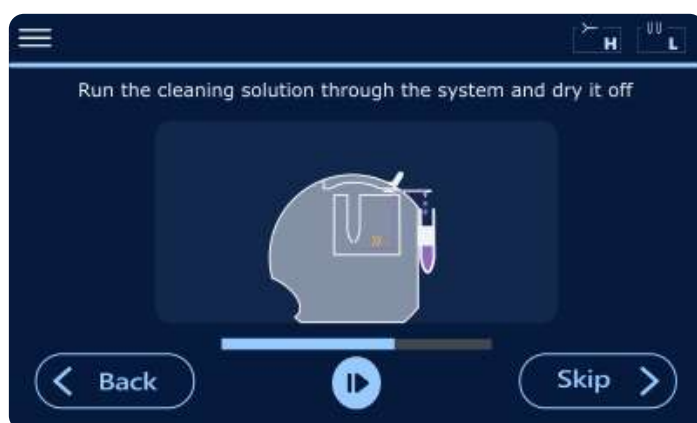 H L
Run the cleaning solution through the system and dry it off
Back
Skip